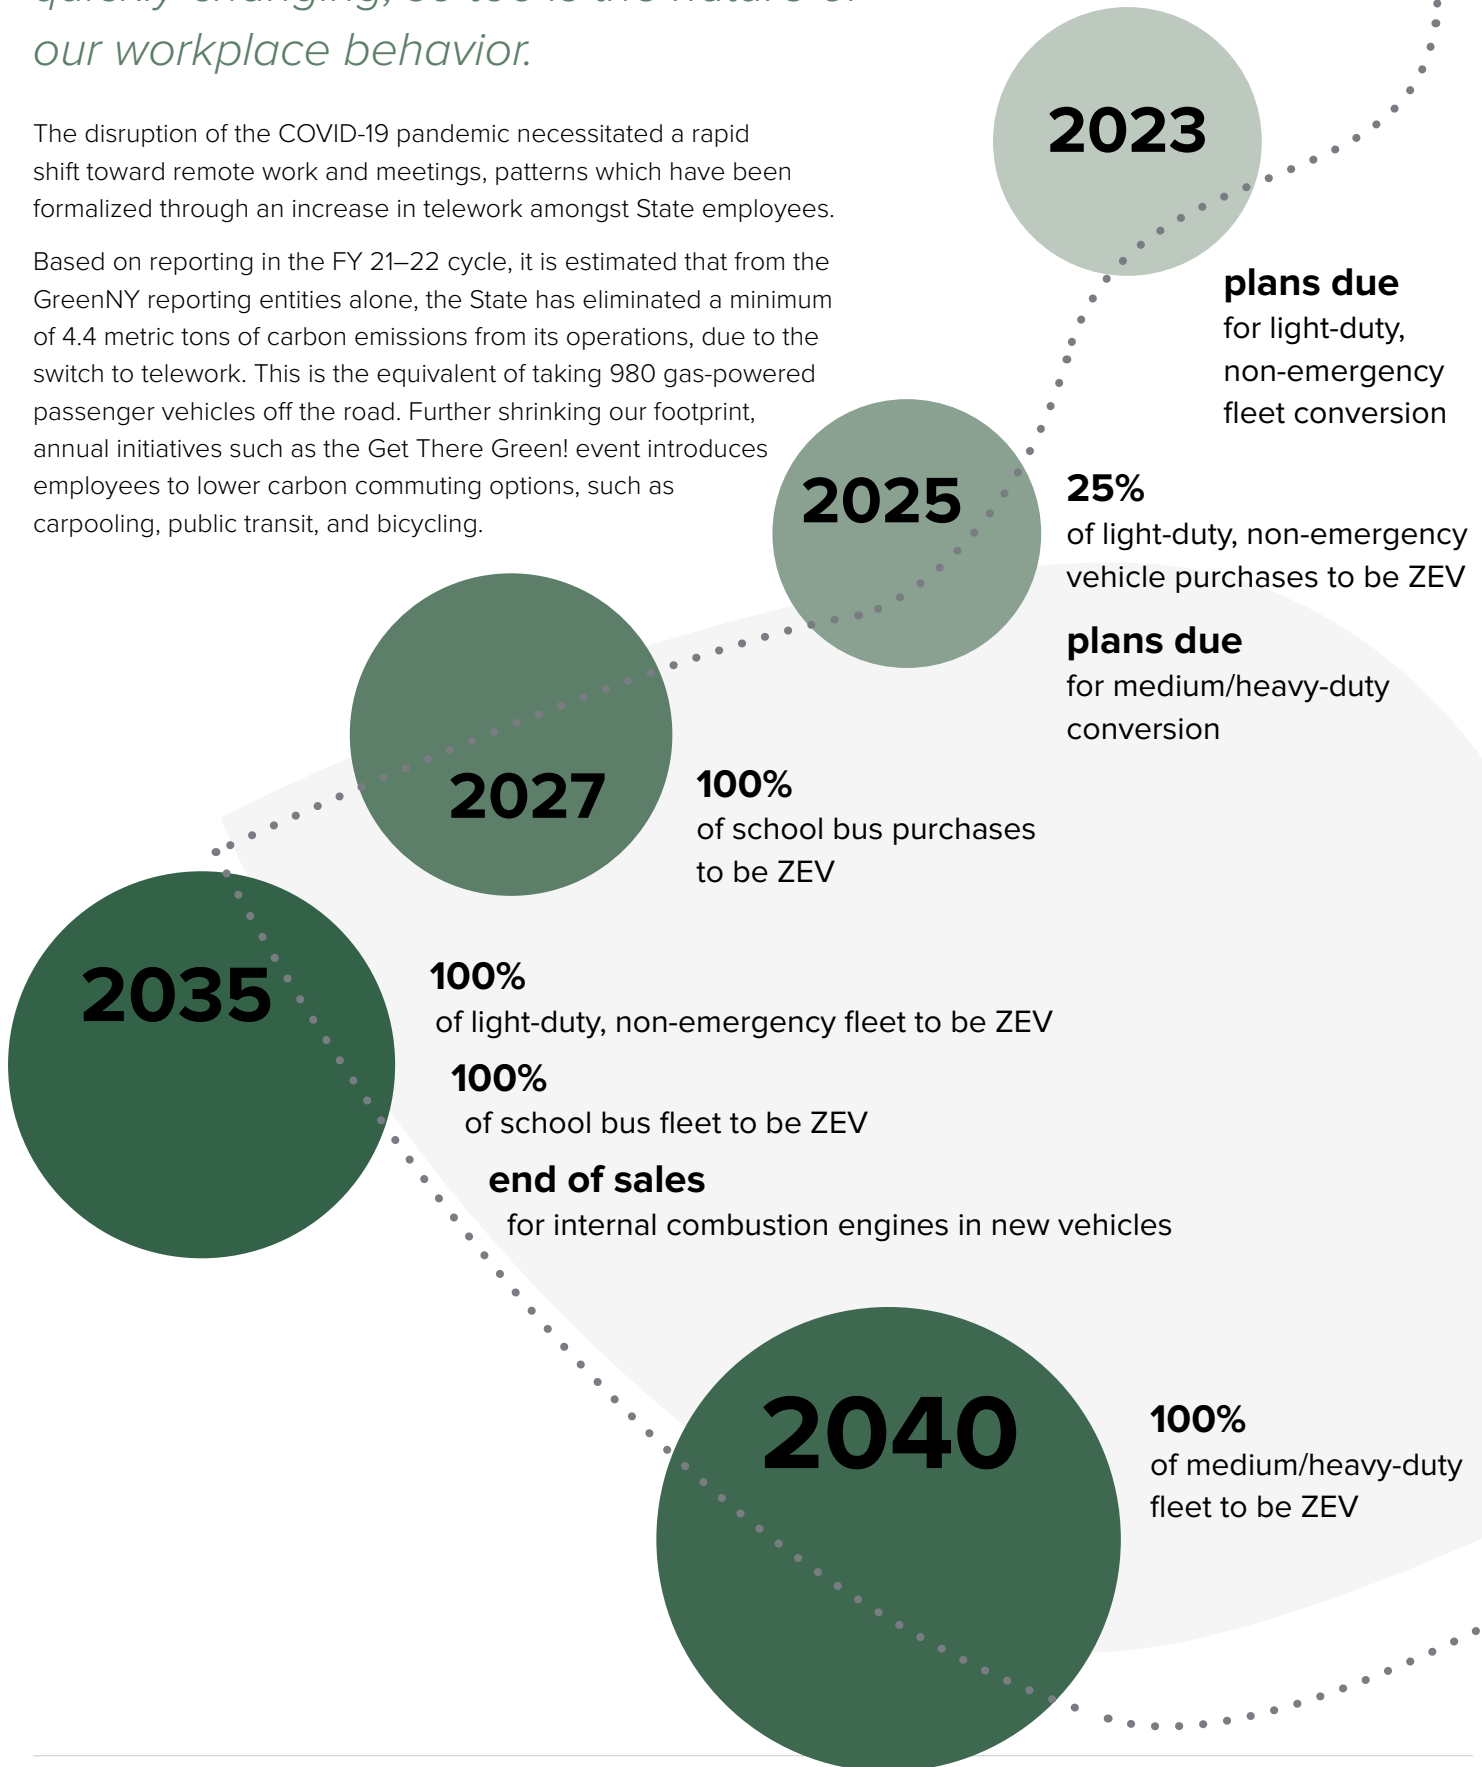 quickly changing, so too is the nature of
our workplace behavior.
The disruption of the COVID-19 pandemic necessitated a rapid
shift toward remote work and meetings, patterns which have been
formalized through an increase in telework amongst State employees.
Based on reporting in the FY 21–22 cycle, it is estimated that from the
GreenNY reporting entities alone, the State has eliminated a minimum
of 4.4 metric tons of carbon emissions from its operations, due to the
switch to telework. This is the equivalent of taking 980 gas-powered
passenger vehicles off the road. Further shrinking our footprint,
annual initiatives such as the Get There Green! event introduces
employees to lower carbon commuting options, such as
carpooling, public transit, and bicycling.
2023
plans due
for light-duty,
non-emergency
fleet conversion
2025
25%
of light-duty, non-emergency
vehicle purchases to be ZEV
plans due
for medium/heavy-duty
conversion
2027
100%
of school bus purchases
to be ZEV
2035
100%
of light-duty, non-emergency fleet to be ZEV
100%
of school bus fleet to be ZEV
end of sales
for internal combustion engines in new vehicles
2040
100%
of medium/heavy-duty
fleet to be ZEV